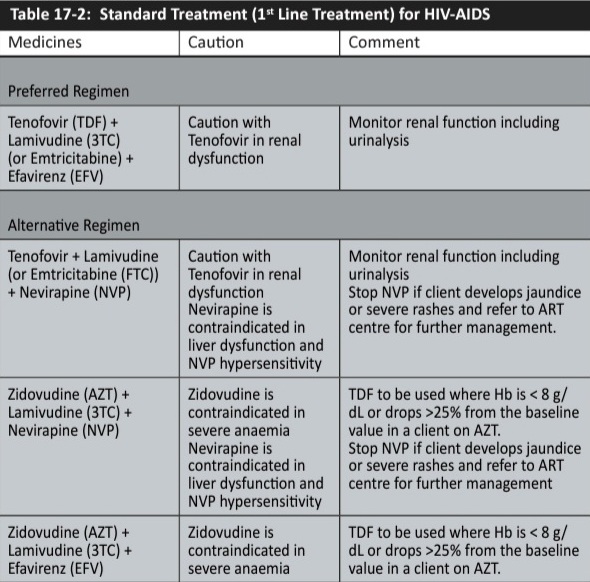 Table 17-2: Standard Treatment (1st Line Treatment) for HIV-AIDS
Medicines
Caution
Comment
Preferred Regimen
Tenofovir (TDF) +
Lamivudine (3TC)
(or Emtricitabine) +
Efavirenz (EFV)
Caution with
Tenofovir in renal
dysfunction
Monitor renal function including
urinalysis
Alternative Regimen
Tenofovir + Lamivudine
(or Emtricitabine (FTC))
+ Nevirapine (NVP)
Caution with
Tenofovir in renal
dysfunction
Nevirapine is
contraindicated in
liver dysfunction and
NVP hypersensitivity
Monitor renal function including
urinalysis
Stop NVP if client develops jaundice
or severe rashes and refer to ART
centre for further management.
Zidovudine (AZT) +
Lamivudine (3TC) +
Nevirapine (NVP)
Zidovudine is
contraindicated in
severe anaemia
Nevirapine is
contraindicated in
liver dysfunction and
NVP hypersensitivity
TDF to be used where Hb is < 8 g/
dL or drops >25% from the baseline
value in a client on AZT.
Stop NVP if client develops jaundice
or severe rashes and refer to ART
centre for further management
Zidovudine (AZT) +
Lamivudine (3TC) +
Efavirenz (EFV)
Zidovudine is
contraindicated in
severe anaemia
TDF to be used where Hb is < 8 g/
dL or drops >25% from the baseline
value in a client on AZT.